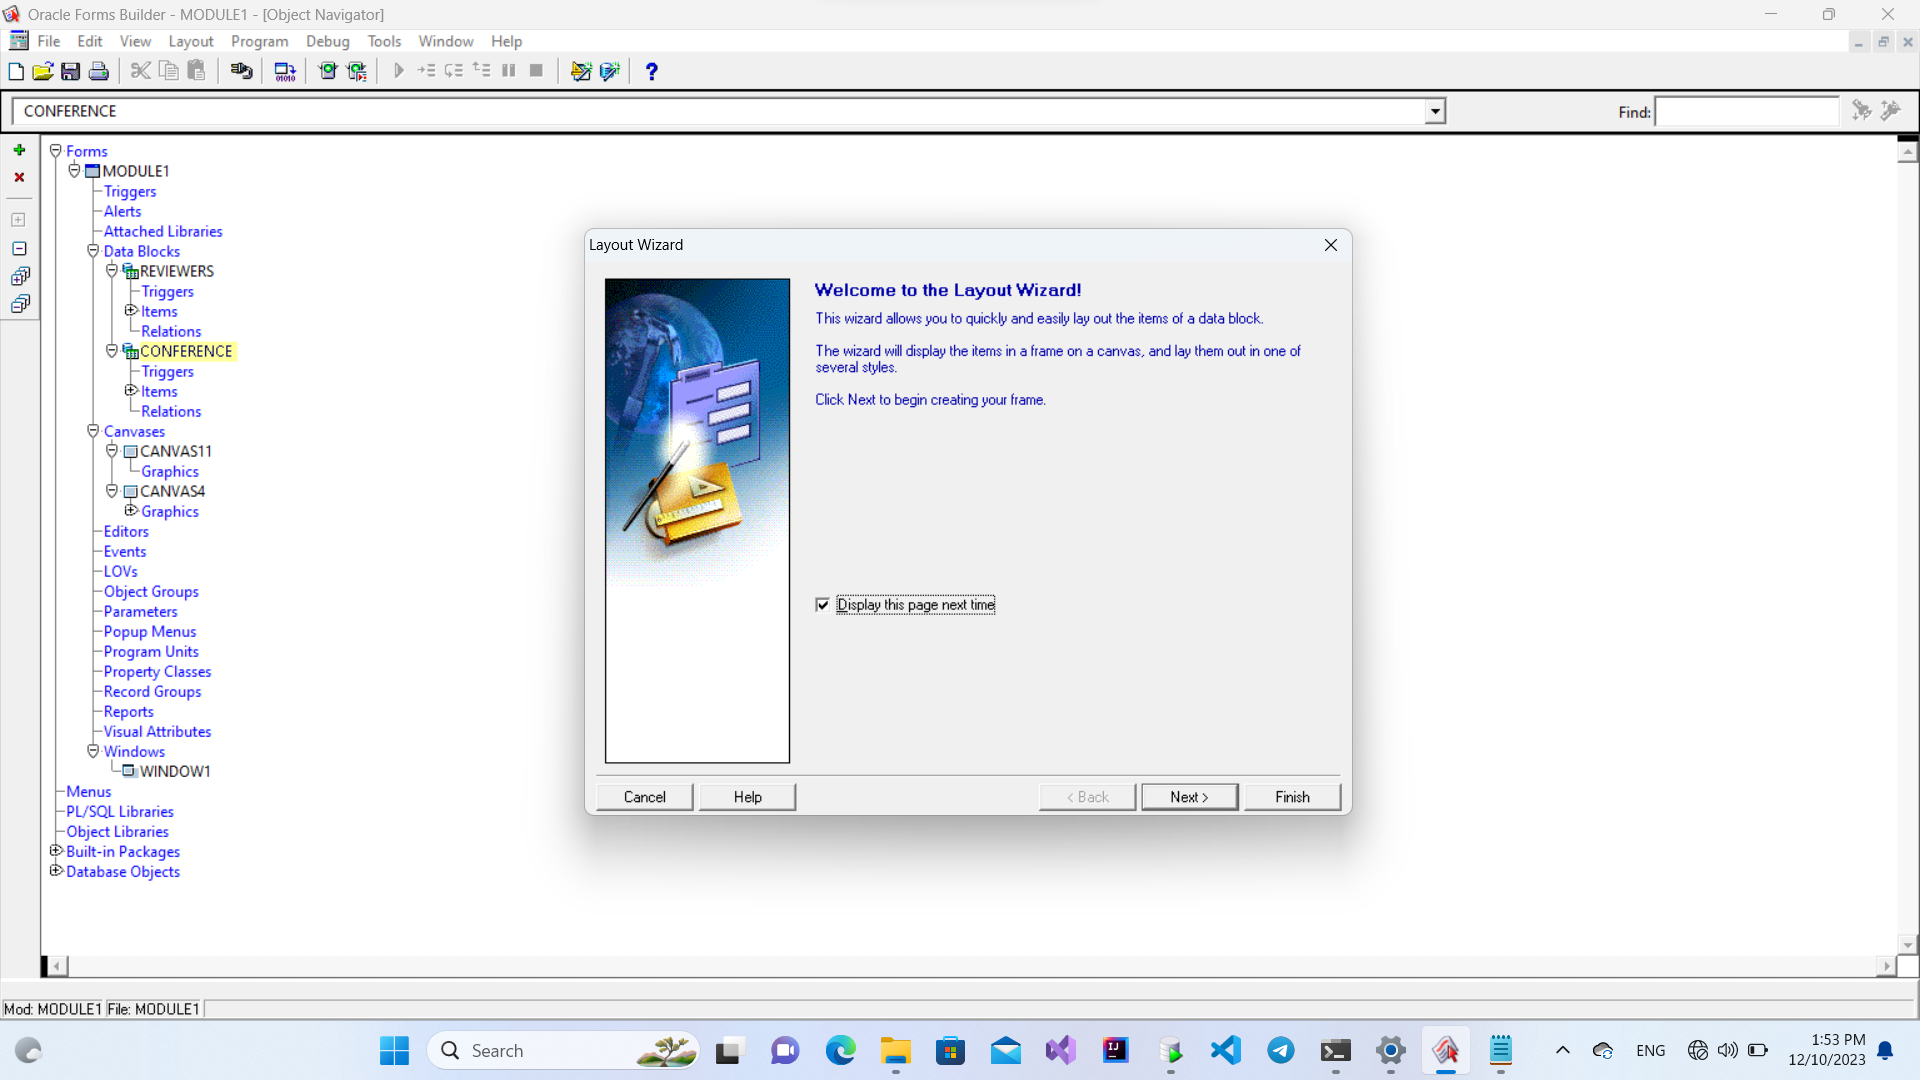 Oracle Forms Builder - MODULE1 - [Object Navigator]
File Edit View Layout Program Debug Tools Window Help
CONFERENCE
Find:
Forms
MODULE1
Triggers
Alerts
Attached Libraries
Data Blocks
REVIEWERS
Triggers
Items
Relations
CONFERENCE
Triggers
Items
Relations
Canvases
CANVAS11
Graphics
CANVAS4
Graphics
Editors
Events
LOVs
Object Groups
Parameters
Popup Menus
Program Units
Property Classes
Record Groups
Reports
Visual Attributes
Windows
WINDOW1
Menus
PL/SQL Libraries
Object Libraries
Built-in Packages
Database Objects
Layout Wizard
Welcome to the Layout Wizard!
This wizard allows you to quickly and easily lay out the items of a data block.
The wizard will display the items in a frame on a canvas, and lay them out in one of
several styles.
Click Next to begin creating your frame.
Display this page next time
Cancel Help < Back Next > Finish
Mod: MODULE1 File: MODULE1
Search
ENG
1:53 PM
12/10/2023